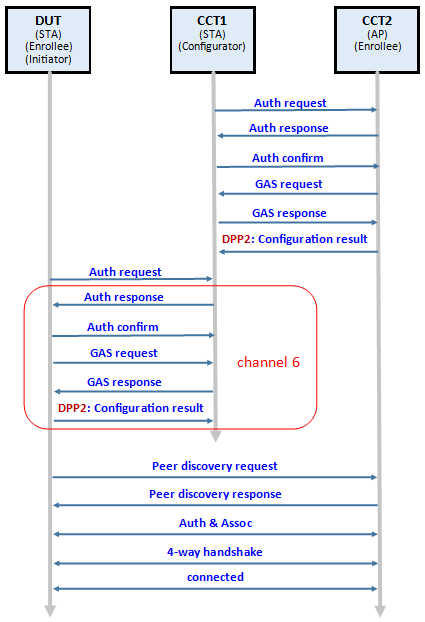 DUT
(STA)
(Enrollee)
(Initiator)
CCT1
(STA)
(Configurator)
CCT2
(AP)
(Enrollee)
Auth request
Auth response
Auth confirm
GAS request
GAS response
DPP2: Configuration result
Auth request
Auth response
Auth confirm
GAS request
channel 6
GAS response
DPP2: Configuration result
Peer discovery request
Peer discovery response
Auth & Assoc
4-way handshake
connected